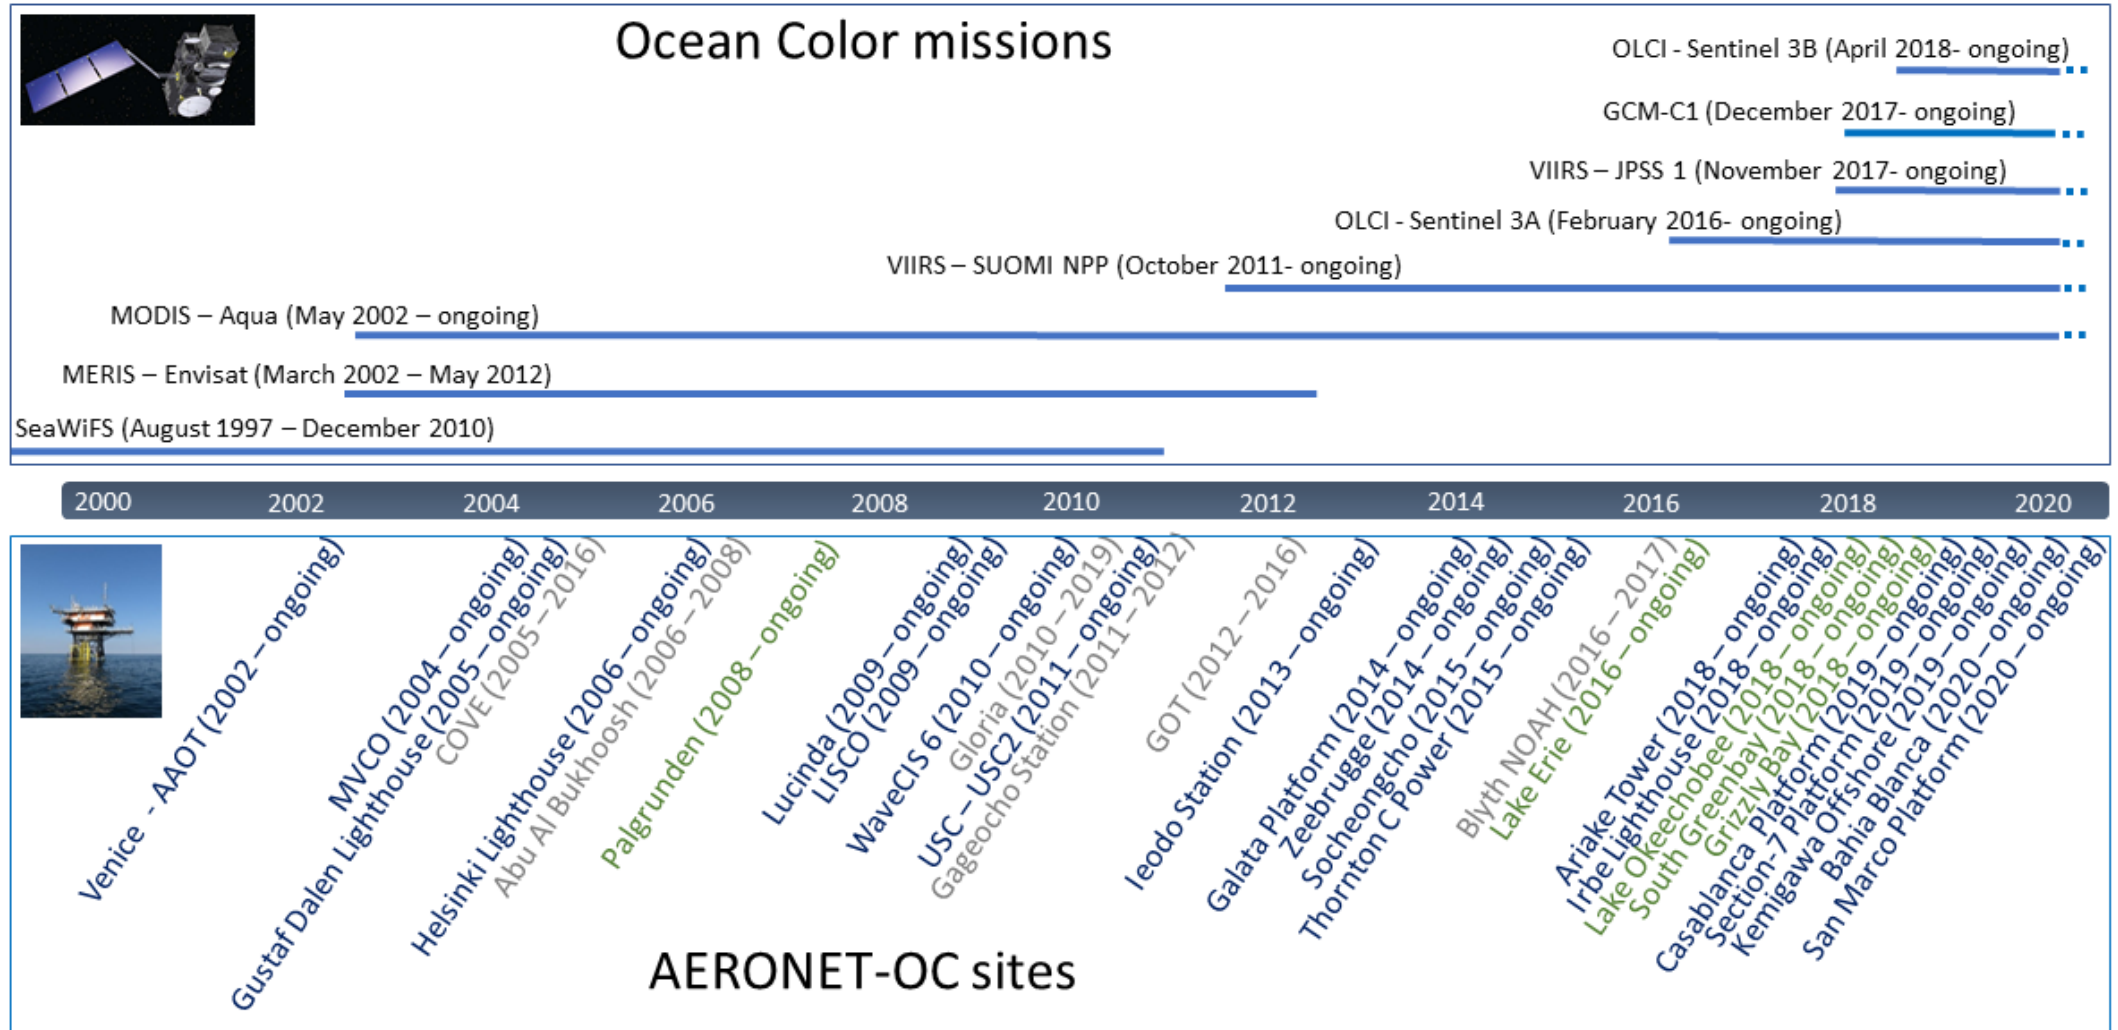 Ocean Color missions
OLCI - Sentinel 3B (April 2018- ongoing)
GCM-C1 (December 2017- ongoing)
VIIRS – JPSS 1 (November 2017- ongoing)
OLCI - Sentinel 3A (February 2016- ongoing)
VIIRS – SUOMI NPP (October 2011- ongoing)
MODIS – Aqua (May 2002 – ongoing)
MERIS – Envisat (March 2002 – May 2012)
SeaWiFS (August 1997 – December 2010)
2000 2002 2004 2006 2008 2010 2012 2014 2016 2018 2020
Venice - AAOT (2002 – ongoing)
MVCO (2004 – ongoing)
Gustaf Dalen Lighthouse (2005 – ongoing)
COVE (2005 – 2016)
Helsinki Lighthouse (2006 – ongoing)
Abu Al Bukhoosh (2006 – 2008)
Palgrunden (2008 – ongoing)
Lucinda (2009 – ongoing)
LISCO (2009 – ongoing)
WaveCIS 6 (2010 – ongoing)
Gloria (2010 – 2019)
USC – USC2 (2011 – ongoing)
Gageocho Station (2011 – 2012)
GOT (2012 – 2016)
Ieodo Station (2013 – ongoing)
Galata Platform (2014 – ongoing)
Zeebrugge (2014 – ongoing)
Socheongcho (2015 – ongoing)
Thornton C Power (2015 – ongoing)
Blyth NOAH (2016 – 2017)
Lake Erie (2016 – ongoing)
Ariake Tower (2018 – ongoing)
Irbe Lighthouse (2018 – ongoing)
Lake Okeechobee (2018 – ongoing)
South Greenbay (2018 – ongoing)
Grizzly Bay (2018 – ongoing)
Casablanca Platform (2019 – ongoing)
Section-7 Platform (2019 – ongoing)
Kemigawa Offshore (2019 – ongoing)
Bahia Blanca (2020 – ongoing)
San Marco Platform (2020 – ongoing)
AERONET-OC sites